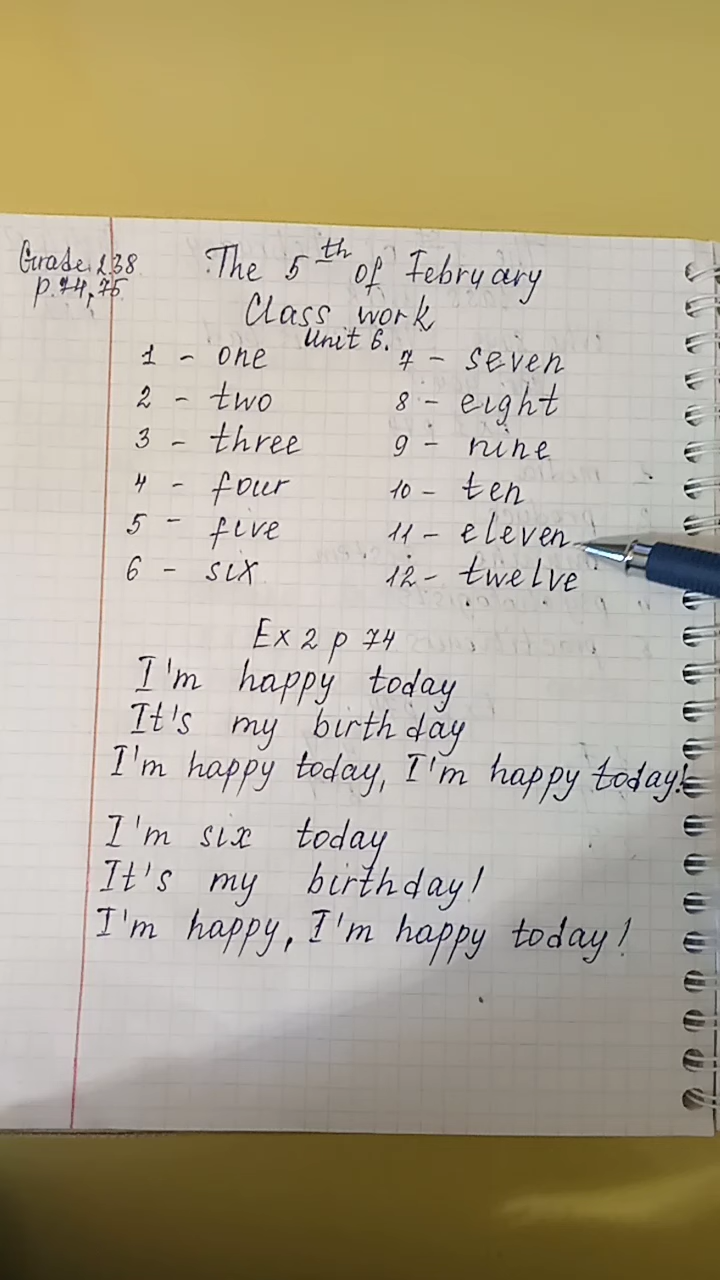 Grade 2.38
p. 74, 75
The 5th of February
Class work
Unit 6.
1 - one
2 - two
3 - three
4 - four
5 - five
6 - six
7 - seven
8 - eight
9 - nine
10 - ten
11 - eleven
12 - twelve
Ex 2 p 74
I'm happy today
It's my birthday
I'm happy today, I'm happy today!
I'm six today
It's my birthday!
I'm happy, I'm happy today!